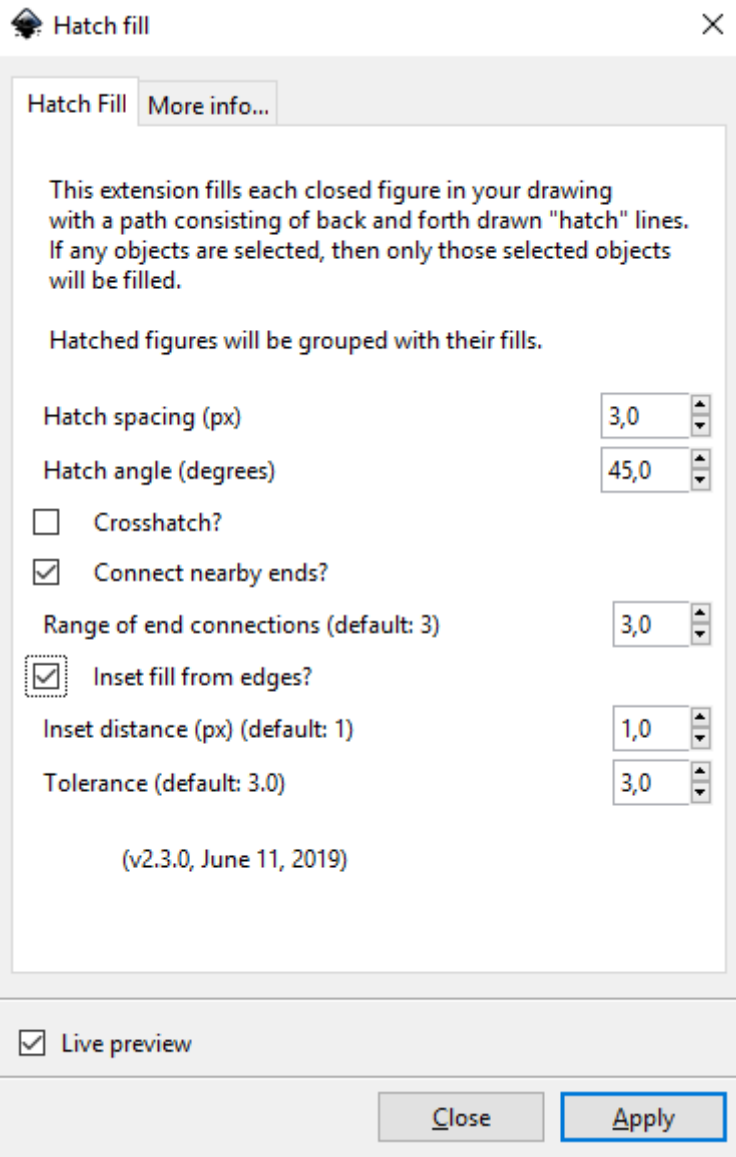 Hatch fill
Hatch Fill
More info...
This extension fills each closed figure in your drawing
with a path consisting of back and forth drawn "hatch" lines.
If any objects are selected, then only those selected objects
will be filled.
Hatched figures will be grouped with their fills.
Hatch spacing (px) 3,0
Hatch angle (degrees) 45,0
Crosshatch?
Connect nearby ends?
Range of end connections (default: 3) 3,0
Inset fill from edges?
Inset distance (px) (default: 1) 1,0
Tolerance (default: 3.0) 3,0
(v2.3.0, June 11, 2019)
Live preview
Close
Apply